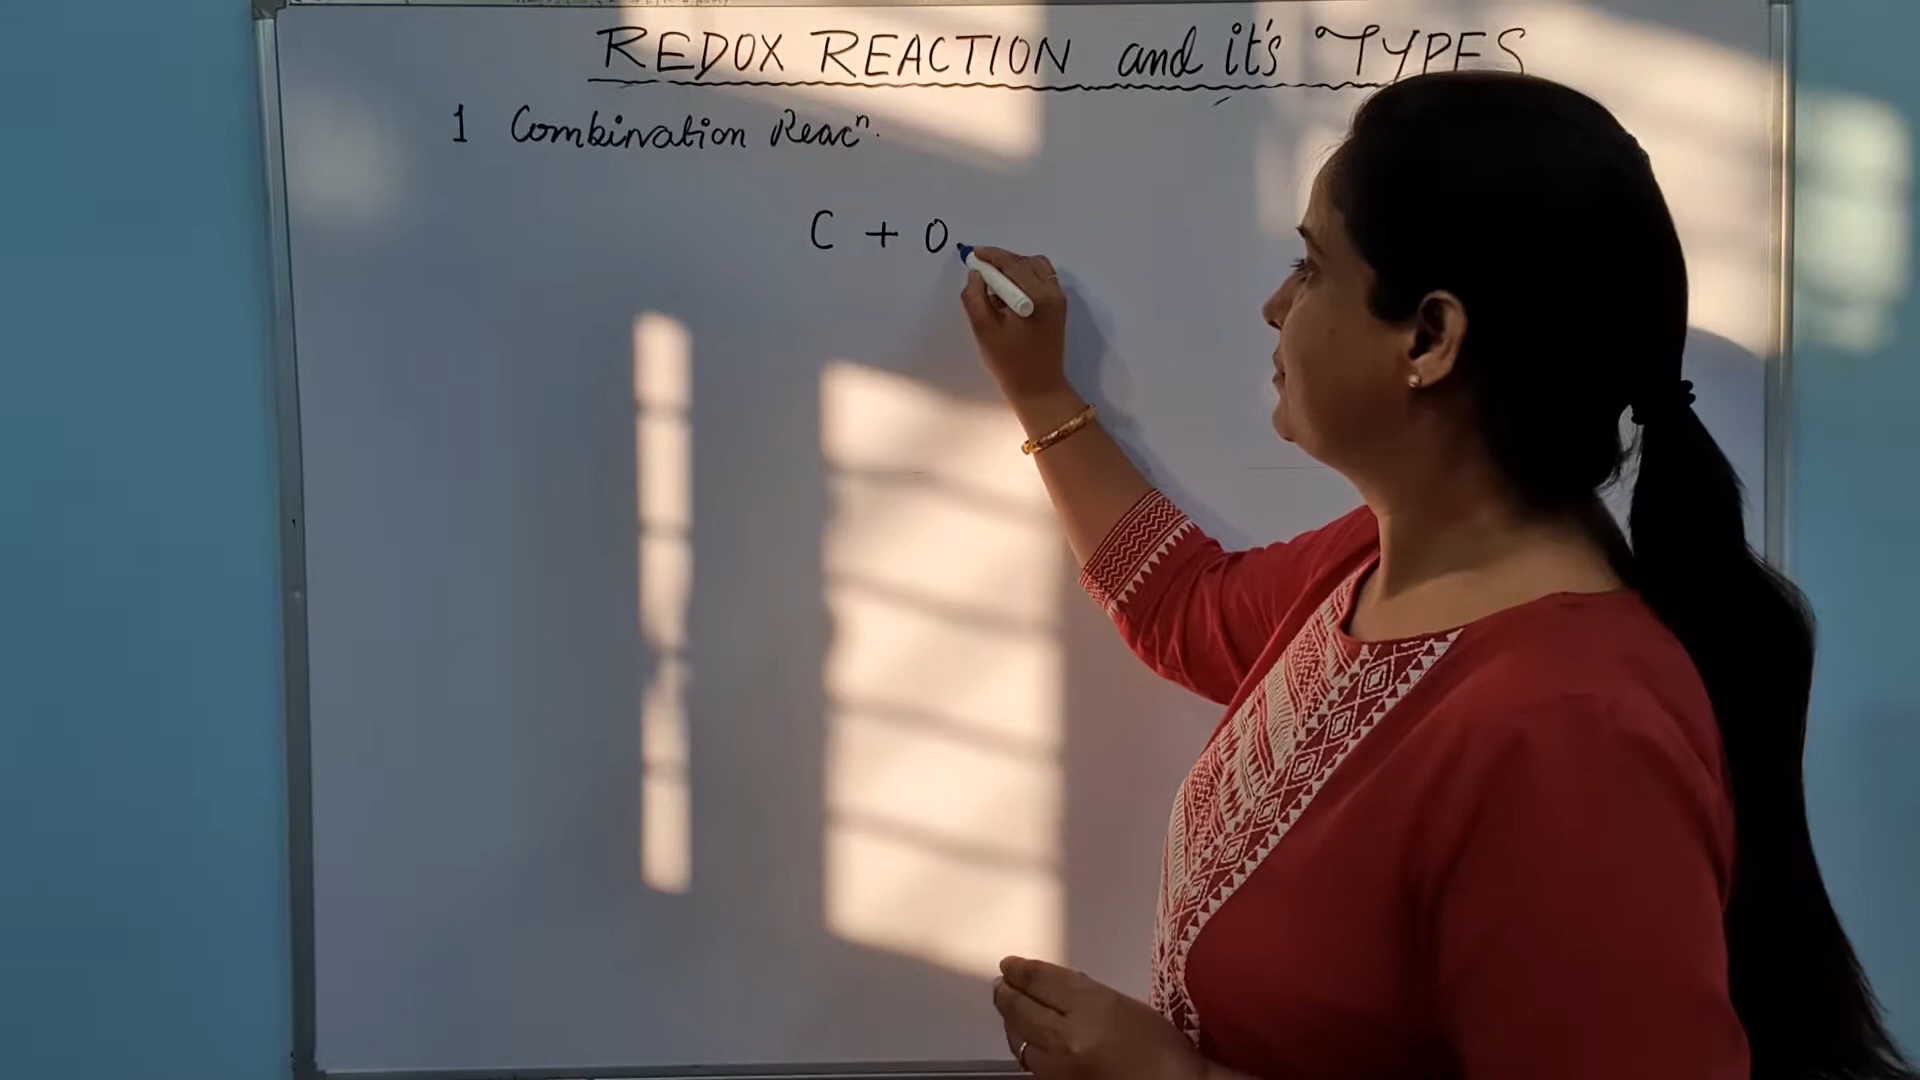 REDOX REACTION and it's TYPES
1 Combination Reacⁿ.
C + O